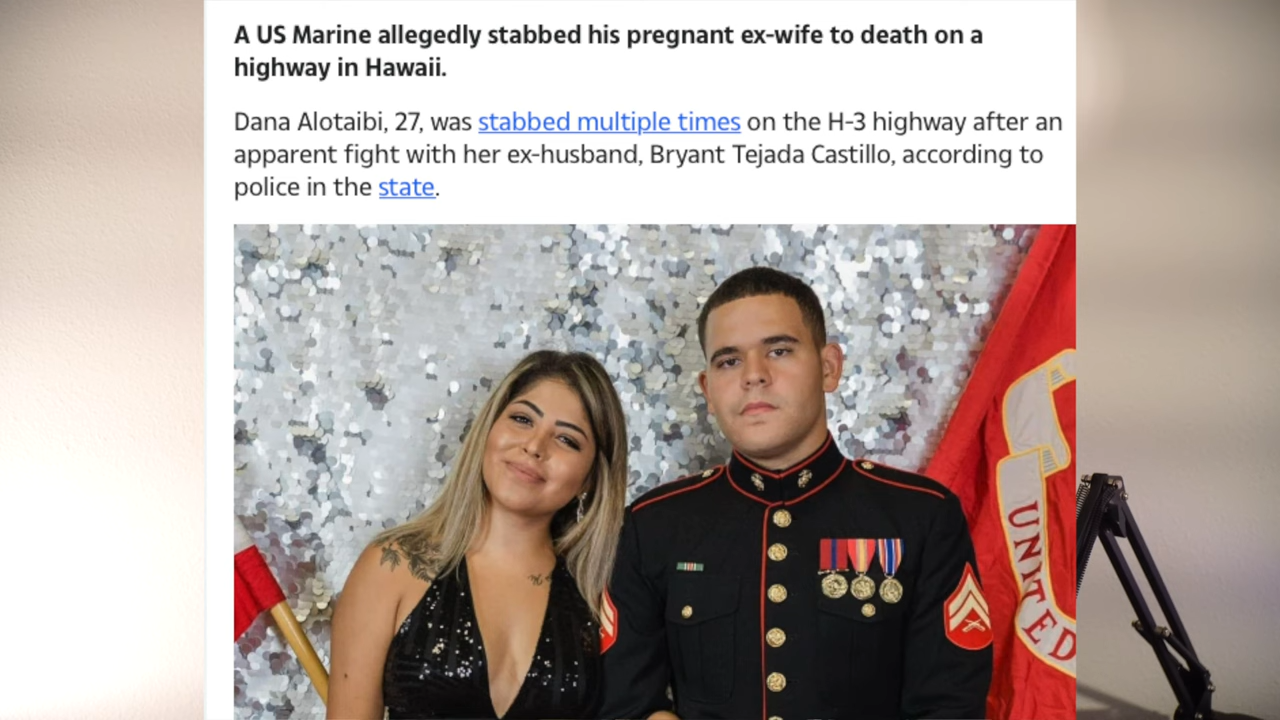 A US Marine allegedly stabbed his pregnant ex-wife to death on a
highway in Hawaii.
Dana Alotaibi, 27, was stabbed multiple times on the H-3 highway after an
apparent fight with her ex-husband, Bryant Tejada Castillo, according to
police in the state.
UNITED